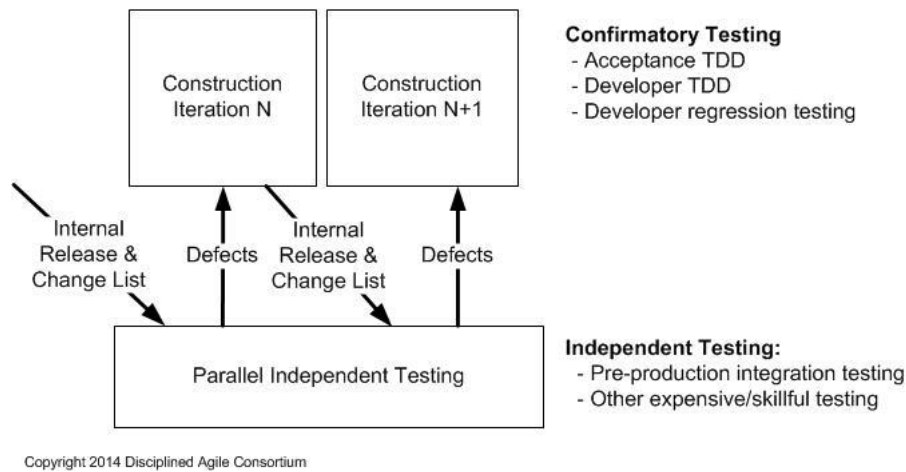 Construction
Iteration N
Construction
Iteration N+1
Confirmatory Testing
- Acceptance TDD
- Developer TDD
- Developer regression testing
Internal
Release &
Change List
Defects
Internal
Release &
Change List
Defects
Parallel Independent Testing
Independent Testing:
- Pre-production integration testing
- Other expensive/skillful testing
Copyright 2014 Disciplined Agile Consortium